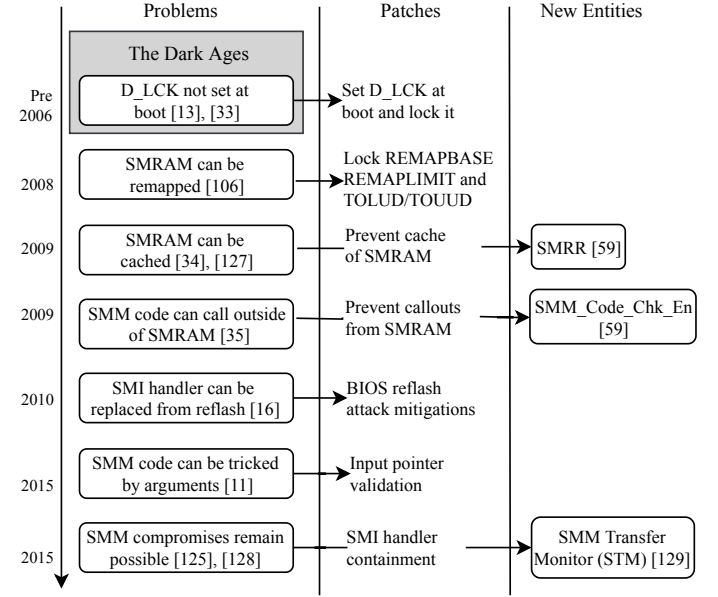 Problems
Patches
New Entities
The Dark Ages
Pre
2006
D_LCK not set at
boot [13], [33]
Set D_LCK at
boot and lock it
2008
SMRAM can be
remapped [106]
Lock REMAPBASE
REMAPLIMIT and
TOLUD/TOUUD
2009
SMRAM can be
cached [34], [127]
Prevent cache
of SMRAM
SMRR [59]
2009
SMM code can call outside
of SMRAM [35]
Prevent callouts
from SMRAM
SMM_Code_Chk_En
[59]
2010
SMI handler can be
replaced from reflash [16]
BIOS reflash
attack mitigations
2015
SMM code can be tricked
by arguments [11]
Input pointer
validation
2015
SMM compromises remain
possible [125], [128]
SMI handler
containment
SMM Transfer
Monitor (STM) [129]